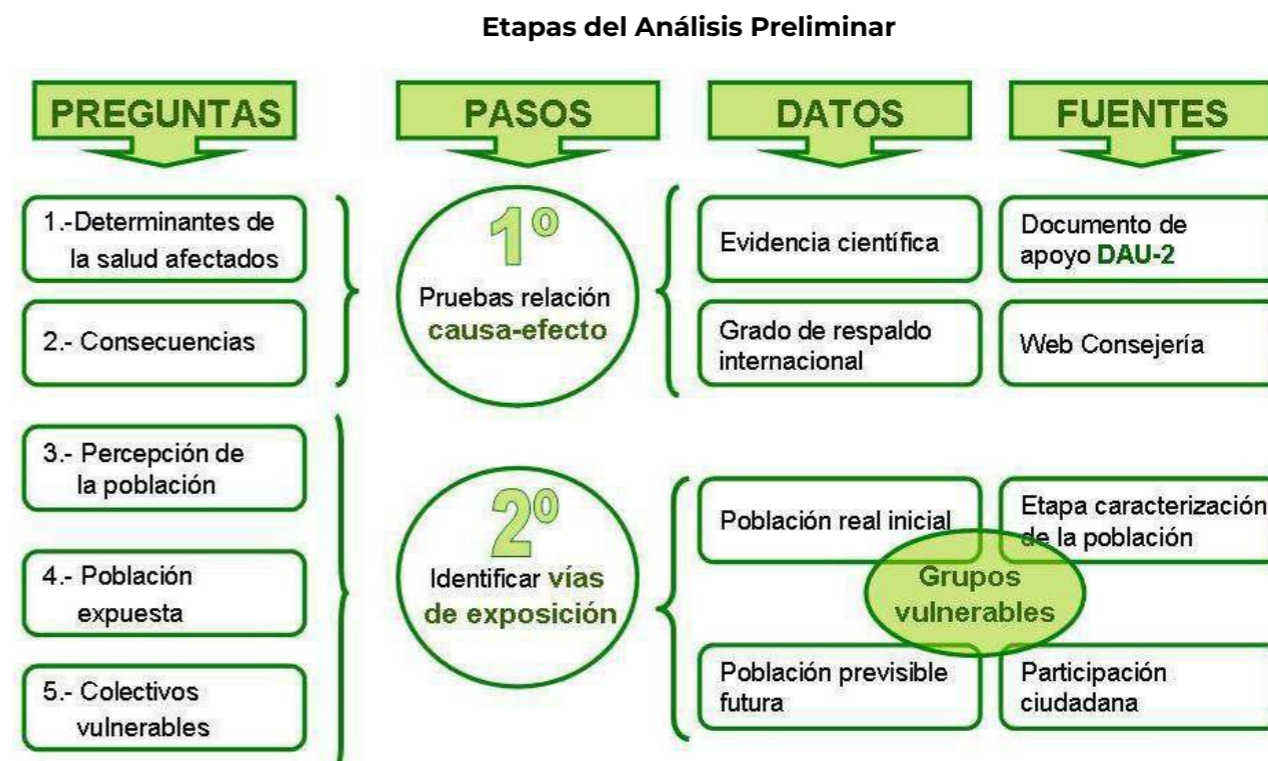 Etapas del Análisis Preliminar
PREGUNTAS
PASOS
DATOS
FUENTES
1.-Determinantes de
la salud afectados
2.- Consecuencias
1º
Pruebas relación
causa-efecto
Evidencia científica
Grado de respaldo
internacional
Documento de
apoyo DAU-2
Web Consejería
3.- Percepción de
la población
4.- Población
expuesta
5.- Colectivos
vulnerables
2º
Identificar vías
de exposición
Población real inicial
Etapa caracterización
de la población
Grupos
vulnerables
Población previsible
futura
Participación
ciudadana